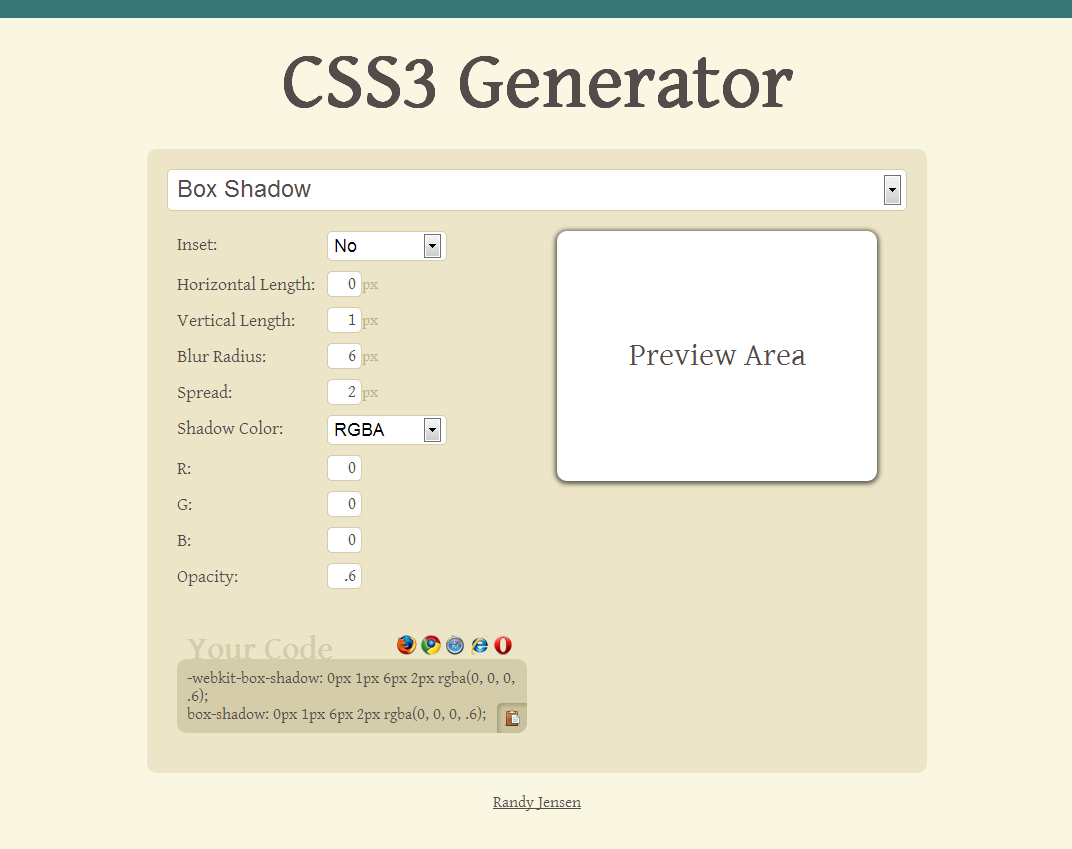 CSS3 Generator
Box Shadow
Inset: No
Horizontal Length: 0 px
Vertical Length: 1 px
Blur Radius: 6 px
Spread: 2 px
Shadow Color: RGBA
R: 0
G: 0
B: 0
Opacity: .6
Preview Area
Your Code
-webkit-box-shadow: 0px 1px 6px 2px rgba(0, 0, 0,
.6);
box-shadow: 0px 1px 6px 2px rgba(0, 0, 0, .6);
Randy Jensen